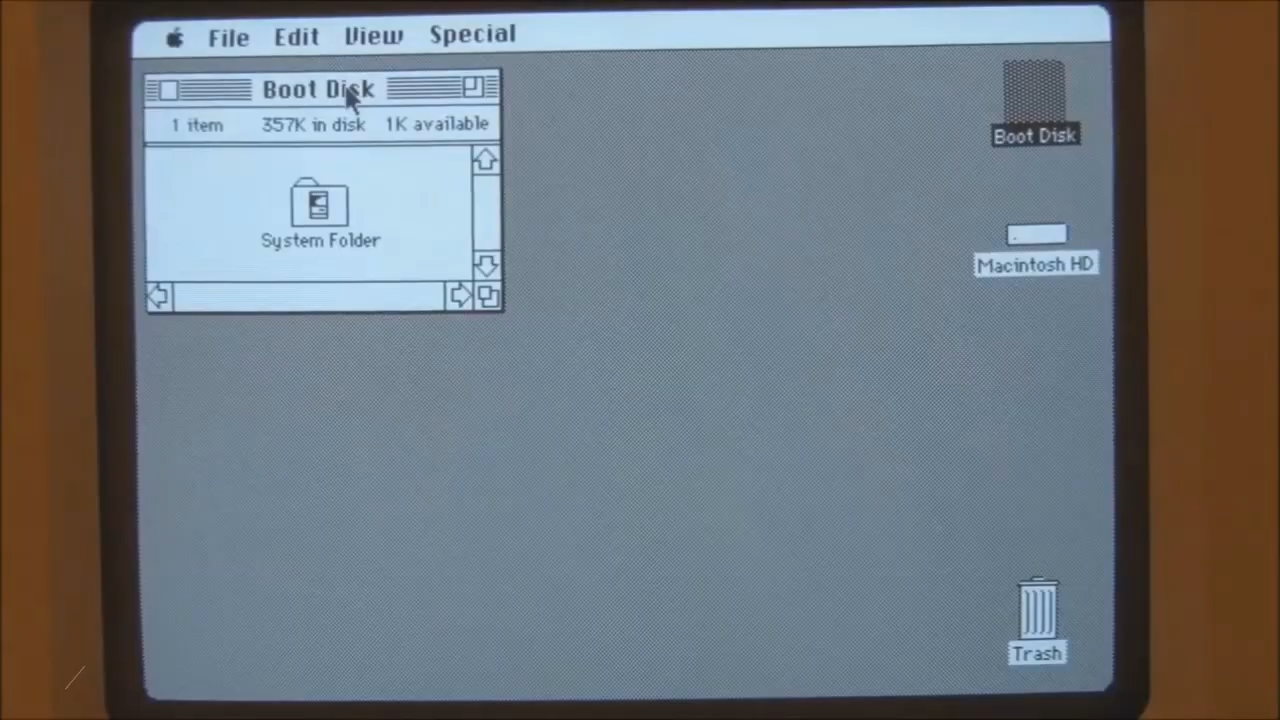 File Edit View Special
Boot Disk
1 item 357K in disk 1K available
System Folder
Boot Disk
Macintosh HD
Trash